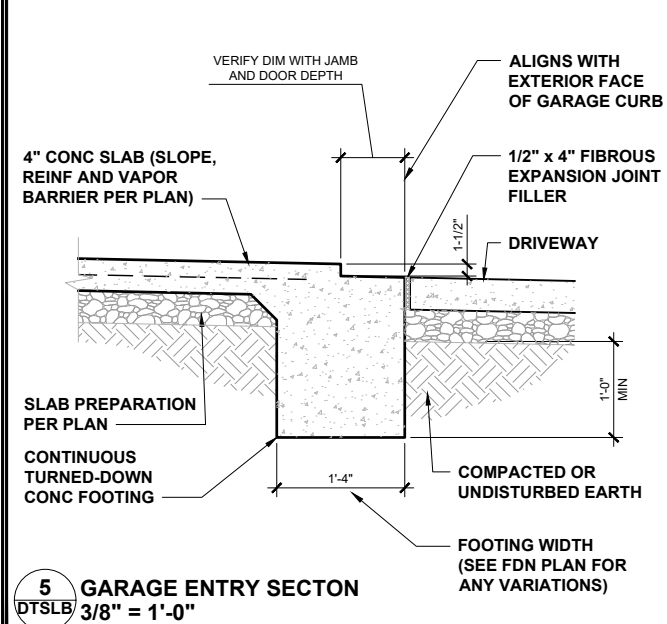 VERIFY DIM WITH JAMB
AND DOOR DEPTH
ALIGNS WITH
EXTERIOR FACE
OF GARAGE CURB
4" CONC SLAB (SLOPE,
REINF AND VAPOR
BARRIER PER PLAN)
1/2" x 4" FIBROUS
EXPANSION JOINT
FILLER
1-1/2"
DRIVEWAY
SLAB PREPARATION
PER PLAN
1'-0"
MIN
CONTINUOUS
TURNED-DOWN
CONC FOOTING
1'-4"
COMPACTED OR
UNDISTURBED EARTH
FOOTING WIDTH
(SEE FDN PLAN FOR
ANY VARIATIONS)
5
DTSLB
GARAGE ENTRY SECTON
3/8" = 1'-0"